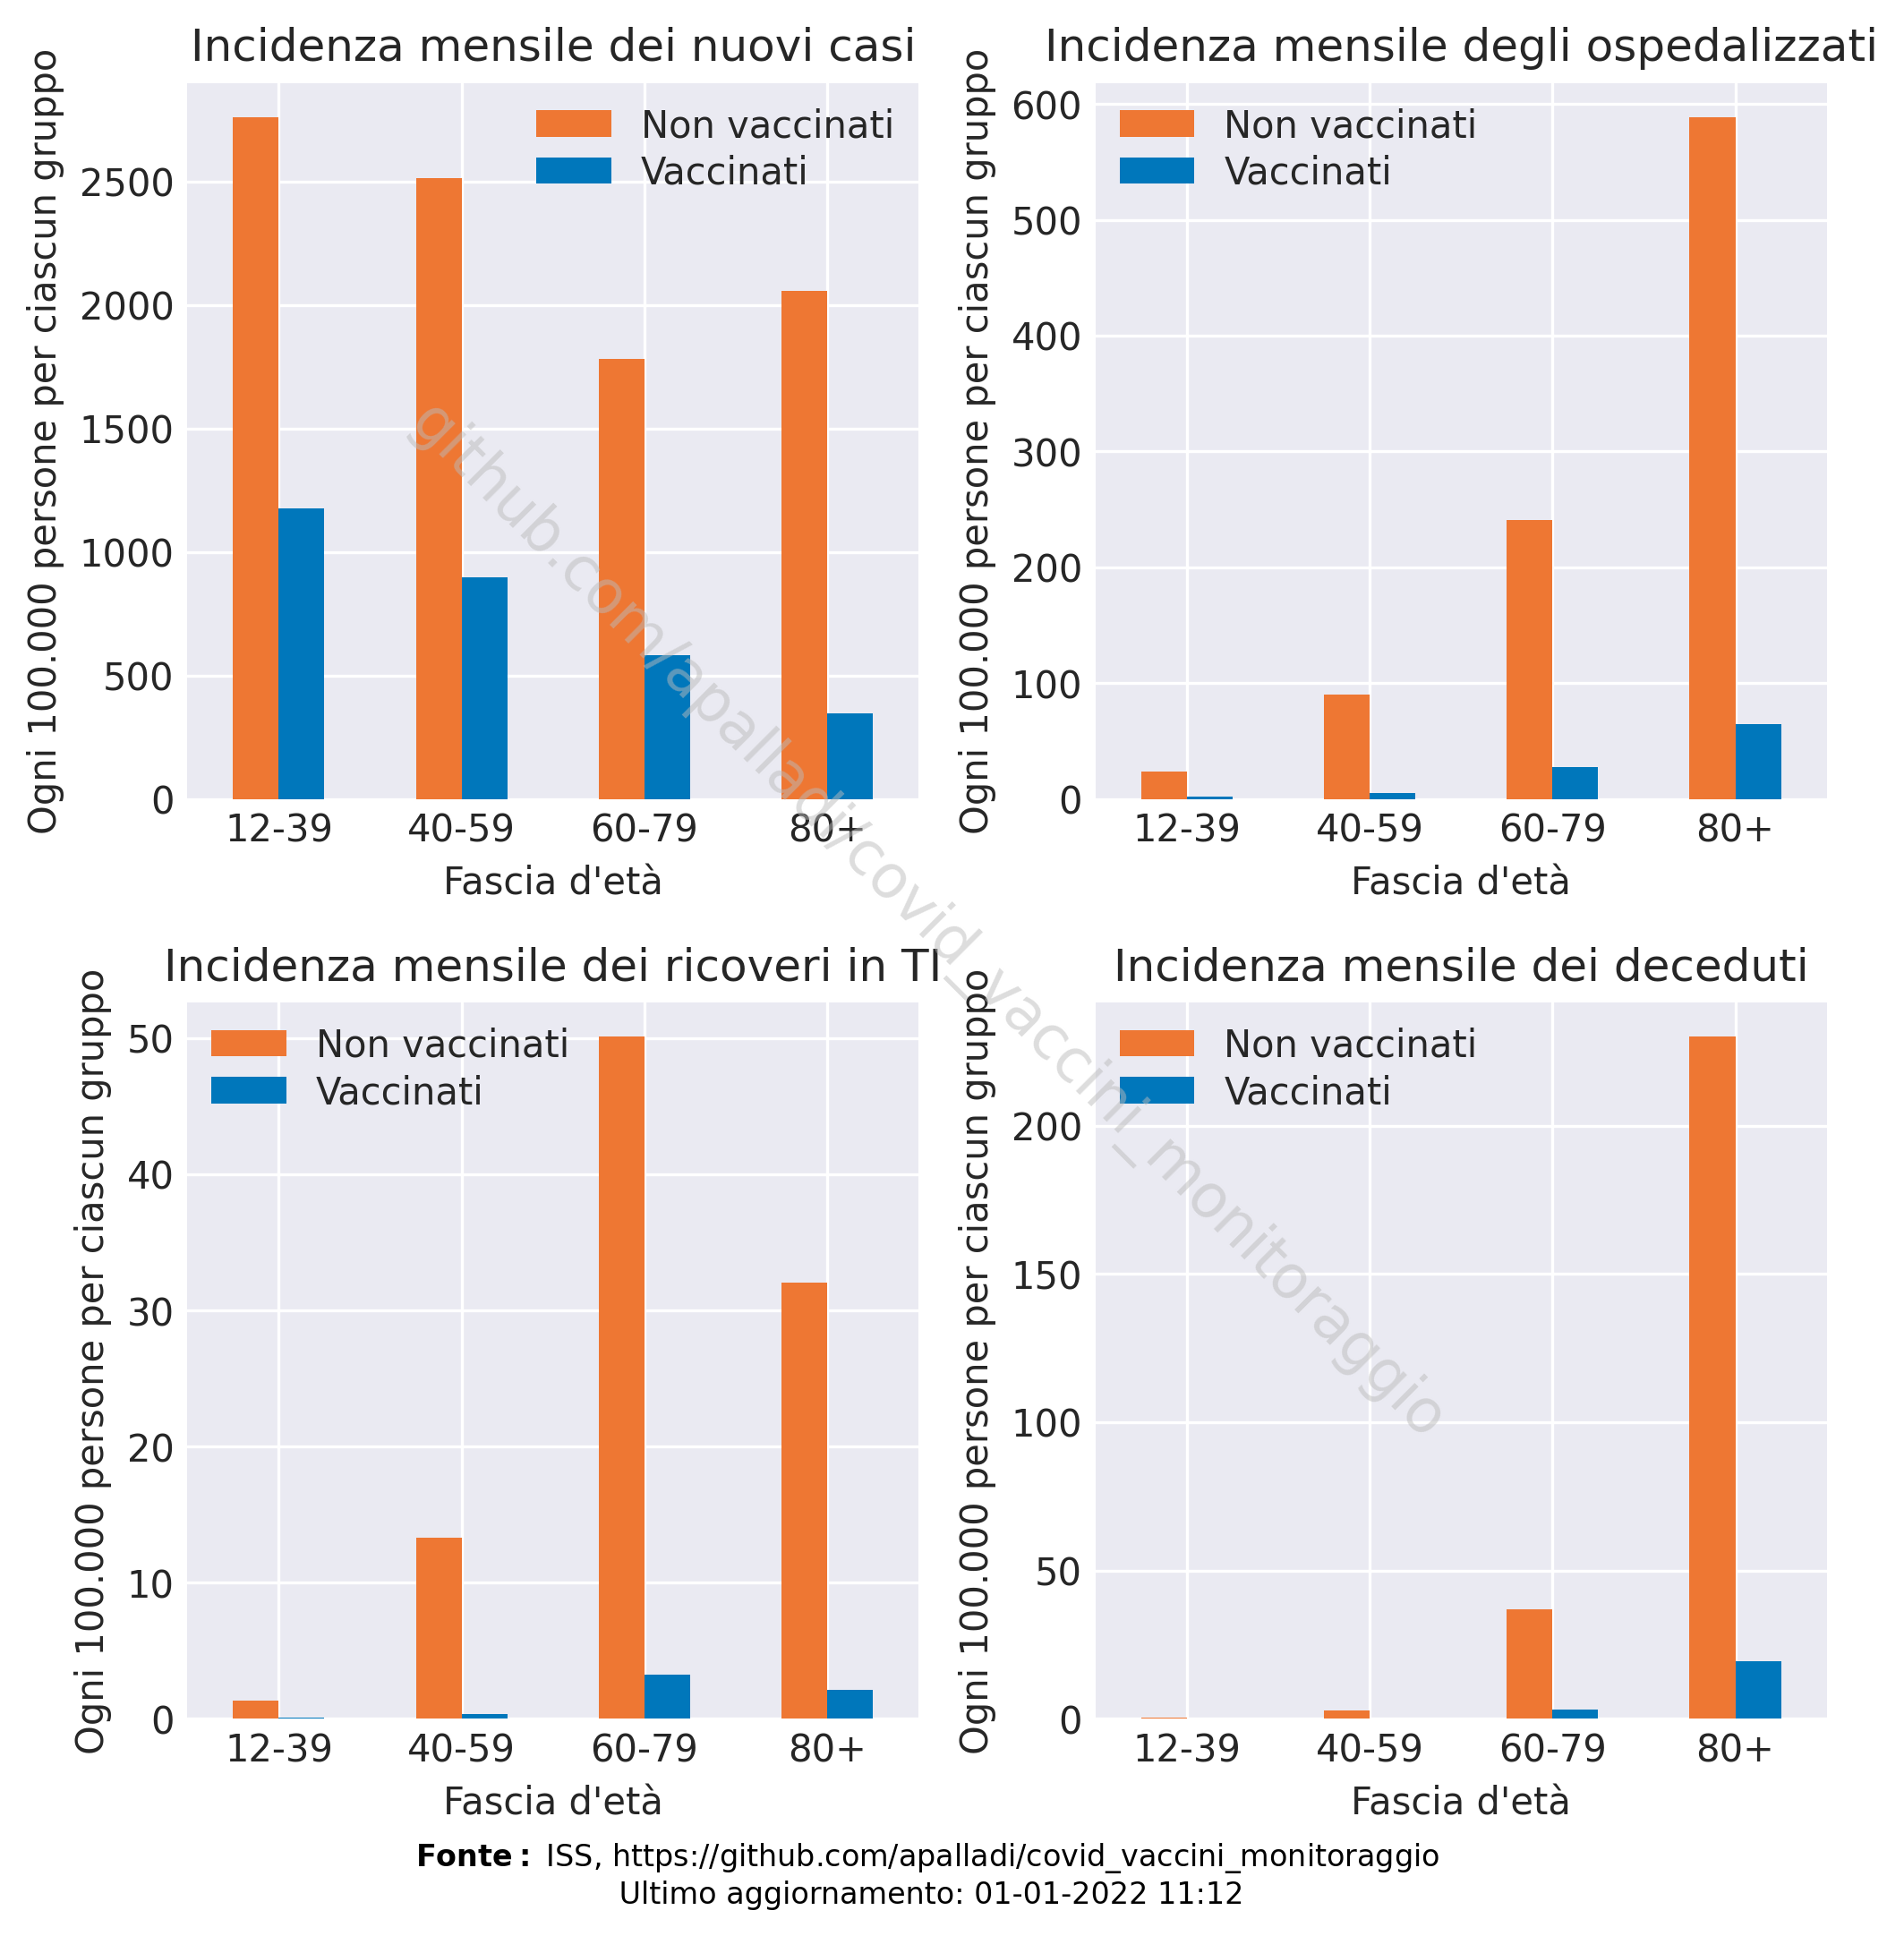 Incidenza mensile dei nuovi casi
Ogni 100.000 persone per ciascun gruppo
2500
2000
1500
1000
500
0
Non vaccinati
Vaccinati
12-39 40-59 60-79 80+
Fascia d'età
Incidenza mensile degli ospedalizzati
Ogni 100.000 persone per ciascun gruppo
600
500
400
300
200
100
0
Non vaccinati
Vaccinati
12-39 40-59 60-79 80+
Fascia d'età
Incidenza mensile dei ricoveri in TI
Ogni 100.000 persone per ciascun gruppo
50
40
30
20
10
0
Non vaccinati
Vaccinati
12-39 40-59 60-79 80+
Fascia d'età
Incidenza mensile dei deceduti
Ogni 100.000 persone per ciascun gruppo
200
150
100
50
0
Non vaccinati
Vaccinati
12-39 40-59 60-79 80+
Fascia d'età
github.com/apalladi/covid_vaccini_monitoraggio
Fonte: ISS, https://github.com/apalladi/covid_vaccini_monitoraggio
Ultimo aggiornamento: 01-01-2022 11:12